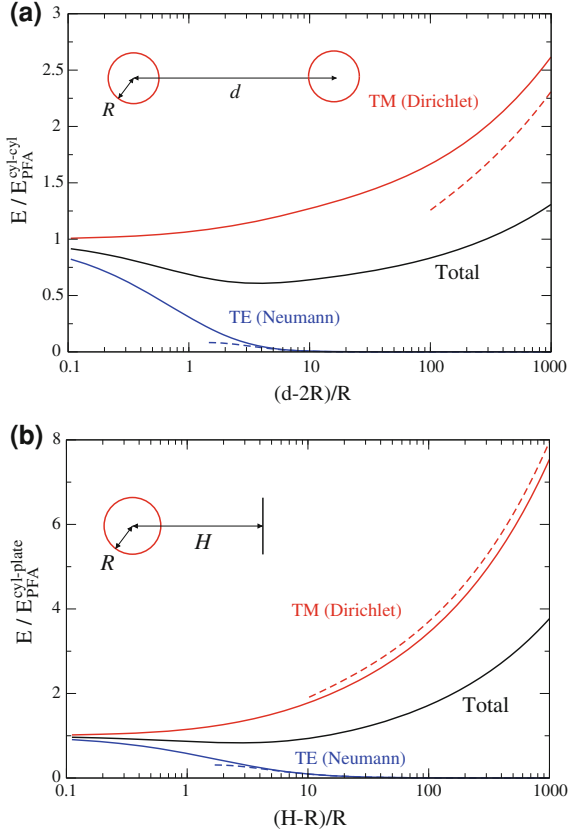 (a)
3
2.5
2
1.5
1
0.5
0
E / E_PFA^cyl-cyl
R
d
TM (Dirichlet)
Total
TE (Neumann)
0.1
1
10
100
1000
(d-2R)/R
(b)
8
6
4
2
0
E / E_PFA^cyl-plate
R
H
TM (Dirichlet)
Total
TE (Neumann)
0.1
1
10
100
1000
(H-R)/R